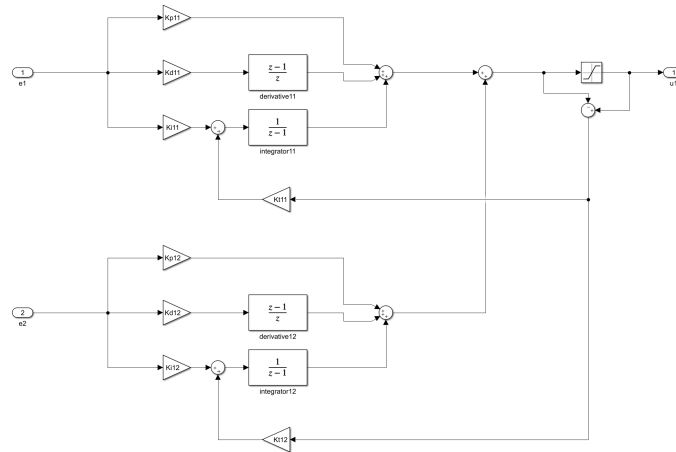 Kp11
1
e1
Kd11
z − 1
z
derivative11
+
+
+
+
+
1
u1
Ki11
+
−
1
z − 1
integrator11
−
+
Kt11
Kp12
2
e2
Kd12
z − 1
z
derivative12
+
+
+
Ki12
+
−
1
z − 1
integrator12
Kt12